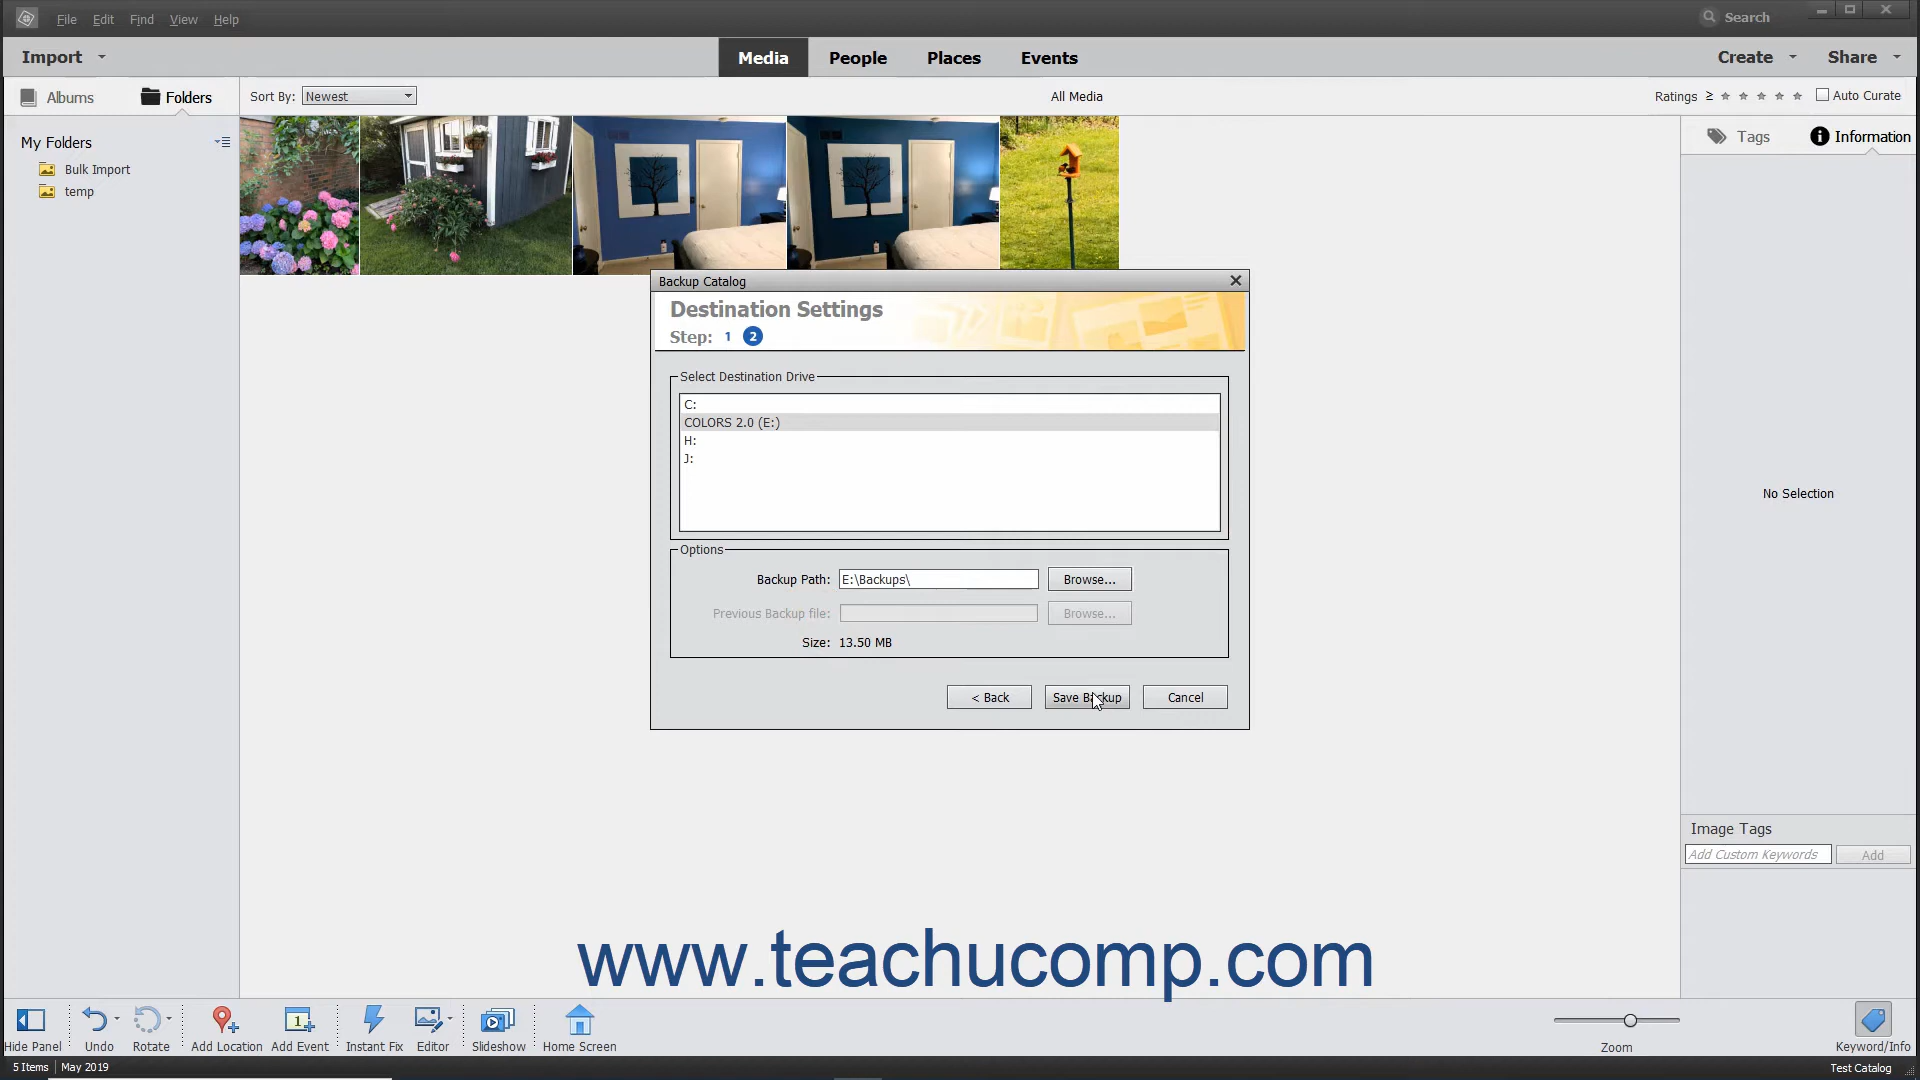 File Edit Find View Help Search
Import Media People Places Events Create Share
Albums Folders Sort By: Newest All Media Ratings ≥ Auto Curate
My Folders
Bulk Import
temp
Tags Information
Backup Catalog
Destination Settings
Step: 1 2
Select Destination Drive
C:
COLORS 2.0 (E:)
H:
J:
Options
Backup Path: E:\Backups\ Browse...
Previous Backup file: Browse...
Size: 13.50 MB
< Back Save Backup Cancel
No Selection
Image Tags
Add Custom Keywords Add
www.teachucomp.com
Hide Panel Undo Rotate Add Location Add Event Instant Fix Editor Slideshow Home Screen Zoom Keyword/Info
5 Items May 2019 Test Catalog